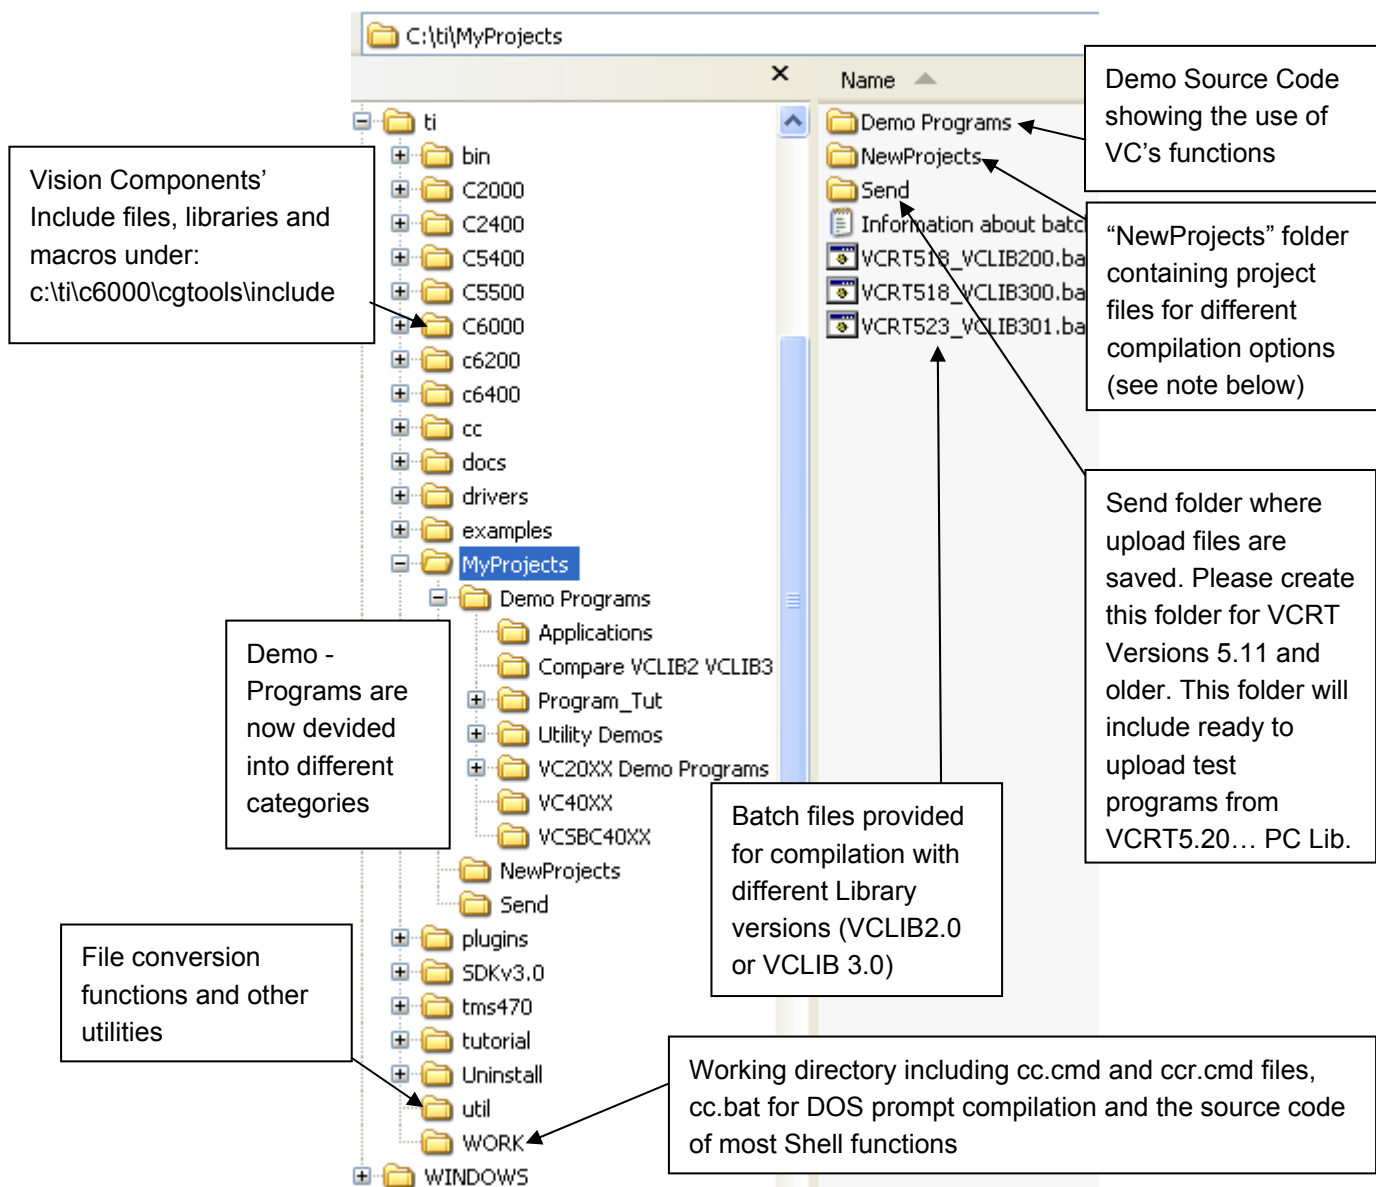 C:\ti\MyProjects
Name
ti
bin
C2000
C2400
C5400
C5500
C6000
c6200
c6400
cc
docs
drivers
examples
MyProjects
Demo Programs
Applications
Compare VCLIB2 VCLIB3
Program_Tut
Utility Demos
VC20XX Demo Programs
VC40XX
VCSBC40XX
NewProjects
Send
plugins
SDKv3.0
tms470
tutorial
Uninstall
util
WORK
WINDOWS
Demo Programs
NewProjects
Send
Information about batc
VCRT518_VCLIB200.ba
VCRT518_VCLIB300.ba
VCRT523_VCLIB301.ba
Vision Components’
Include files, libraries and
macros under:
c:\ti\c6000\cgtools\include
Demo -
Programs are
now devided
into different
categories
File conversion
functions and other
utilities
Demo Source Code
showing the use of
VC’s functions
“NewProjects” folder
containing project
files for different
compilation options
(see note below)
Send folder where
upload files are
saved. Please create
this folder for VCRT
Versions 5.11 and
older. This folder will
include ready to
upload test
programs from
VCRT5.20… PC Lib.
Batch files provided
for compilation with
different Library
versions (VCLIB2.0
or VCLIB 3.0)
Working directory including cc.cmd and ccr.cmd files,
cc.bat for DOS prompt compilation and the source code
of most Shell functions